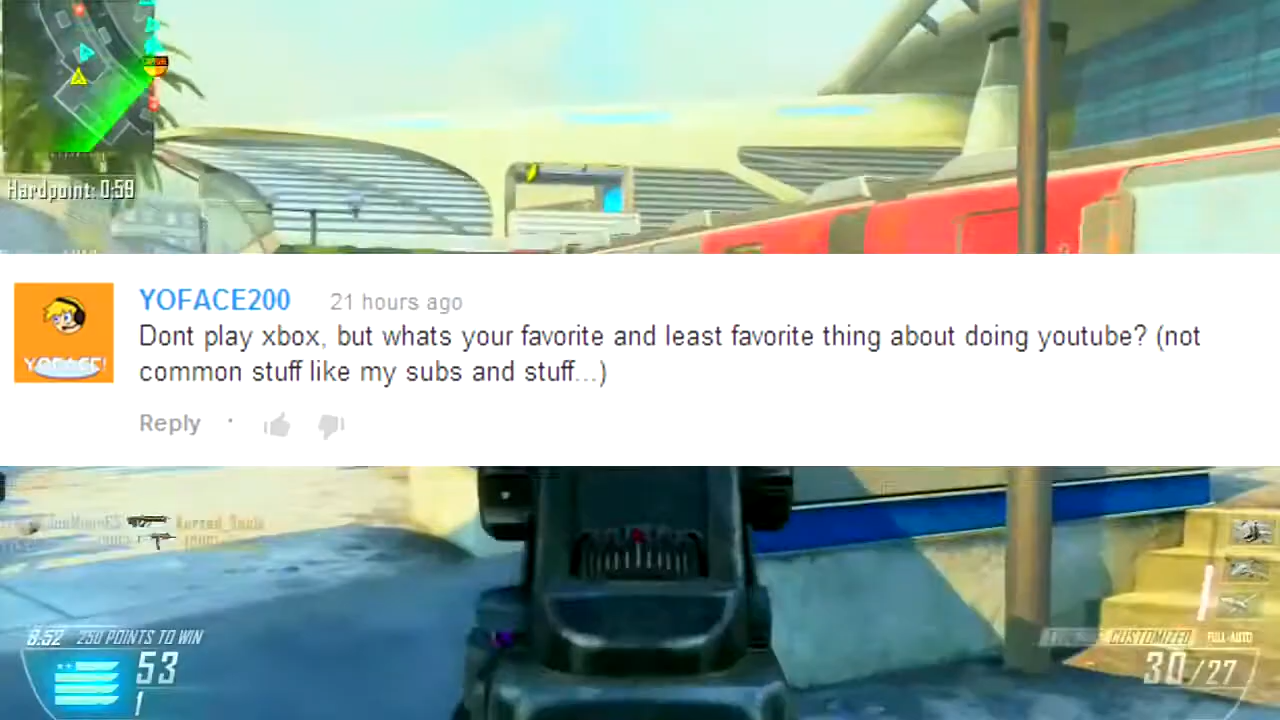 CAPTURE
Hardpoint: 0:59
YOFACE200 21 hours ago
Dont play xbox, but whats your favorite and least favorite thing about doing youtube? (not
common stuff like my subs and stuff...)
YOFACE!
Reply ·
8:52 250 POINTS TO WIN
53
1
CUSTOMIZED FULL-AUTO
30/27